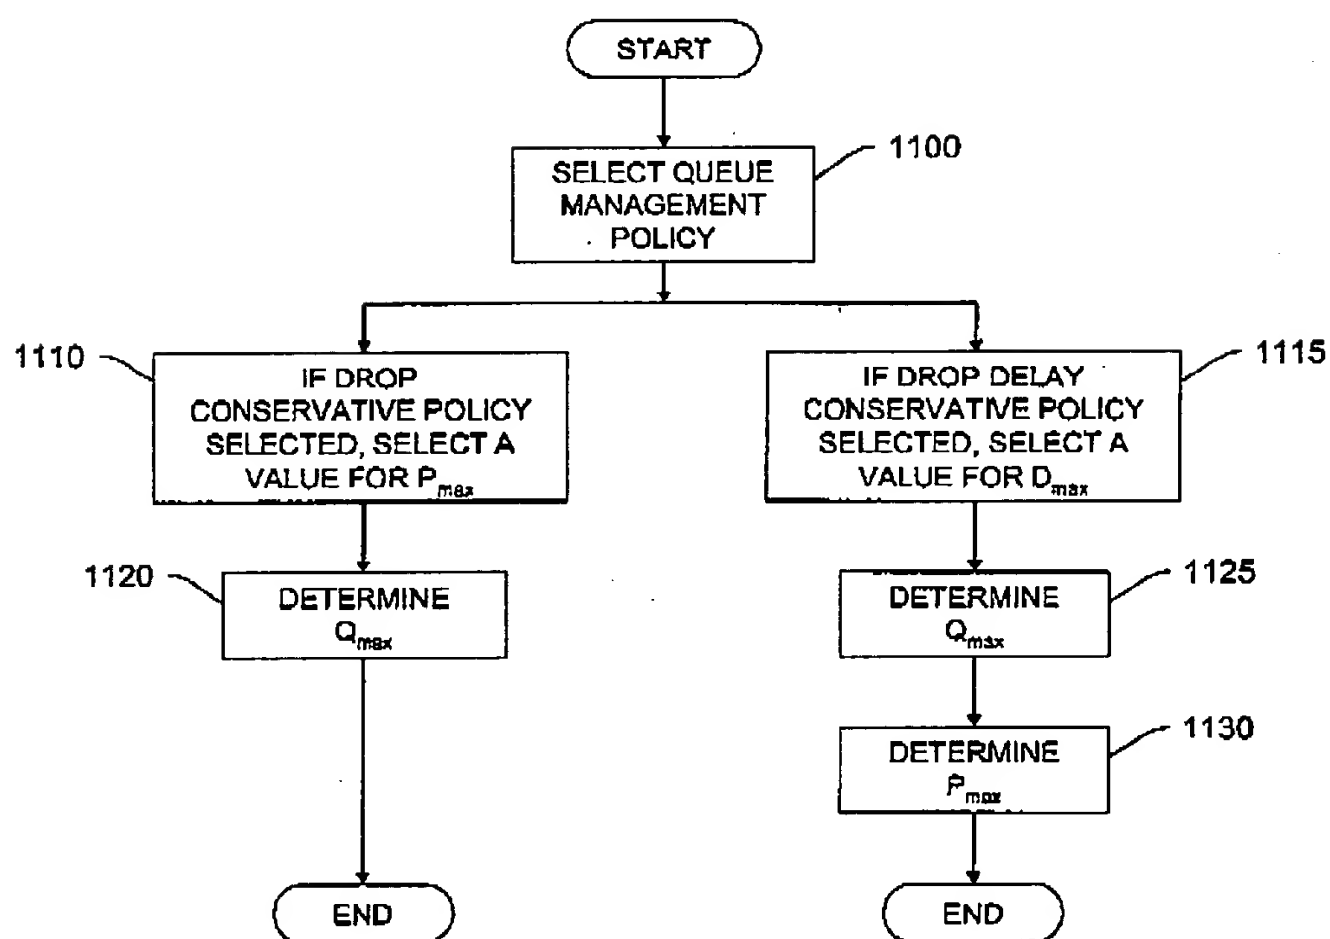 START
1100
SELECT QUEUE
MANAGEMENT
POLICY
1110
IF DROP
CONSERVATIVE POLICY
SELECTED, SELECT A
VALUE FOR Pmax
1115
IF DROP DELAY
CONSERVATIVE POLICY
SELECTED, SELECT A
VALUE FOR Dmax
1120
DETERMINE
Qmax
1125
DETERMINE
Qmax
1130
DETERMINE
Pmax
END
END